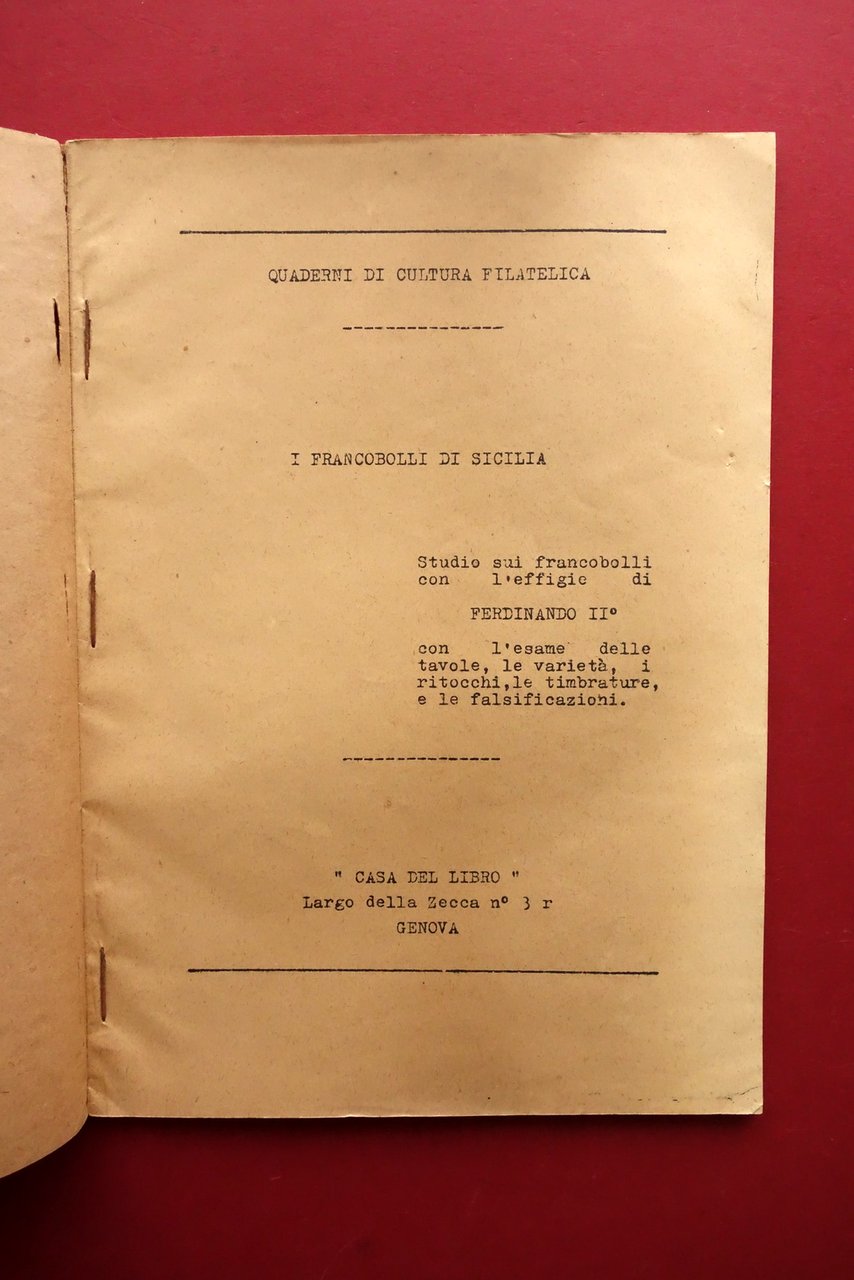 QUADERNI DI CULTURA FILATELICA
I FRANCOBOLLI DI SICILIA
Studio sui francobolli
con l'effigie di
FERDINANDO II°
con l'esame delle
tavole, le varietà, i
ritocchi,le timbrature,
e le falsificazioni.
" CASA DEL LIBRO "
Largo della Zecca n° 3 r
GENOVA